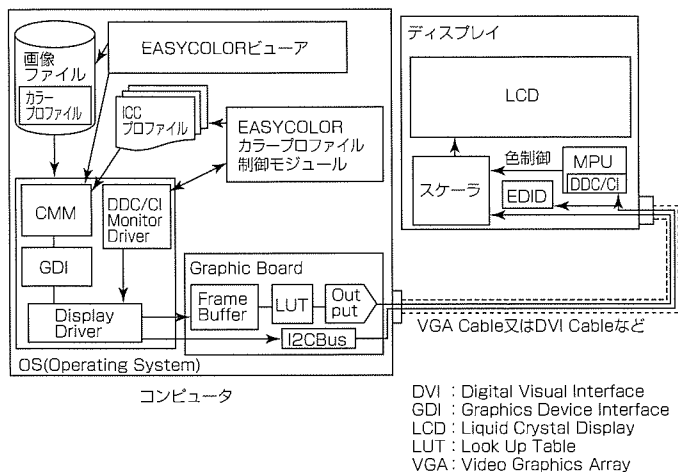 画像
ファイル
カラー
プロファイル
EASYCOLORビューア
ICC
プロファイル
EASYCOLOR
カラープロファイル
制御モジュール
CMM
DDC/CI
Monitor
Driver
GDI
Display
Driver
OS(Operating System)
Graphic Board
Frame
Buffer
LUT
Out
put
I2CBus
コンピュータ
ディスプレイ
LCD
色制御
MPU
DDC/CI
スケーラ
EDID
VGA Cable又はDVI Cableなど
DVI : Digital Visual Interface
GDI : Graphics Device Interface
LCD : Liquid Crystal Display
LUT : Look Up Table
VGA : Video Graphics Array